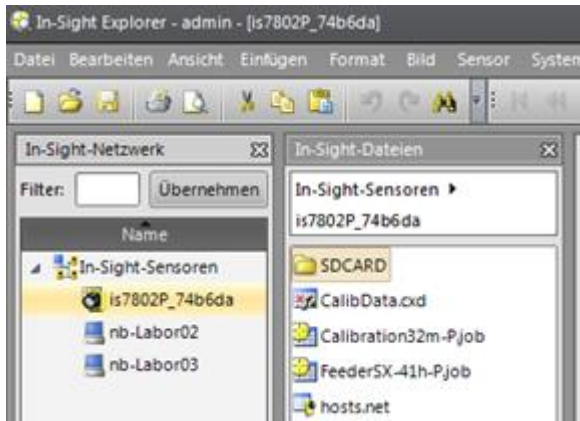 In-Sight Explorer - admin - [is7802P_74b6da]
Datei Bearbeiten Ansicht Einfügen Format Bild Sensor System
In-Sight-Netzwerk
Filter:
Übernehmen
Name
In-Sight-Sensoren
is7802P_74b6da
nb-Labor02
nb-Labor03
In-Sight-Dateien
In-Sight-Sensoren
is7802P_74b6da
SDCARD
CalibData.cxd
Calibration32m-P.job
FeederSX-41h-P.job
hosts.net